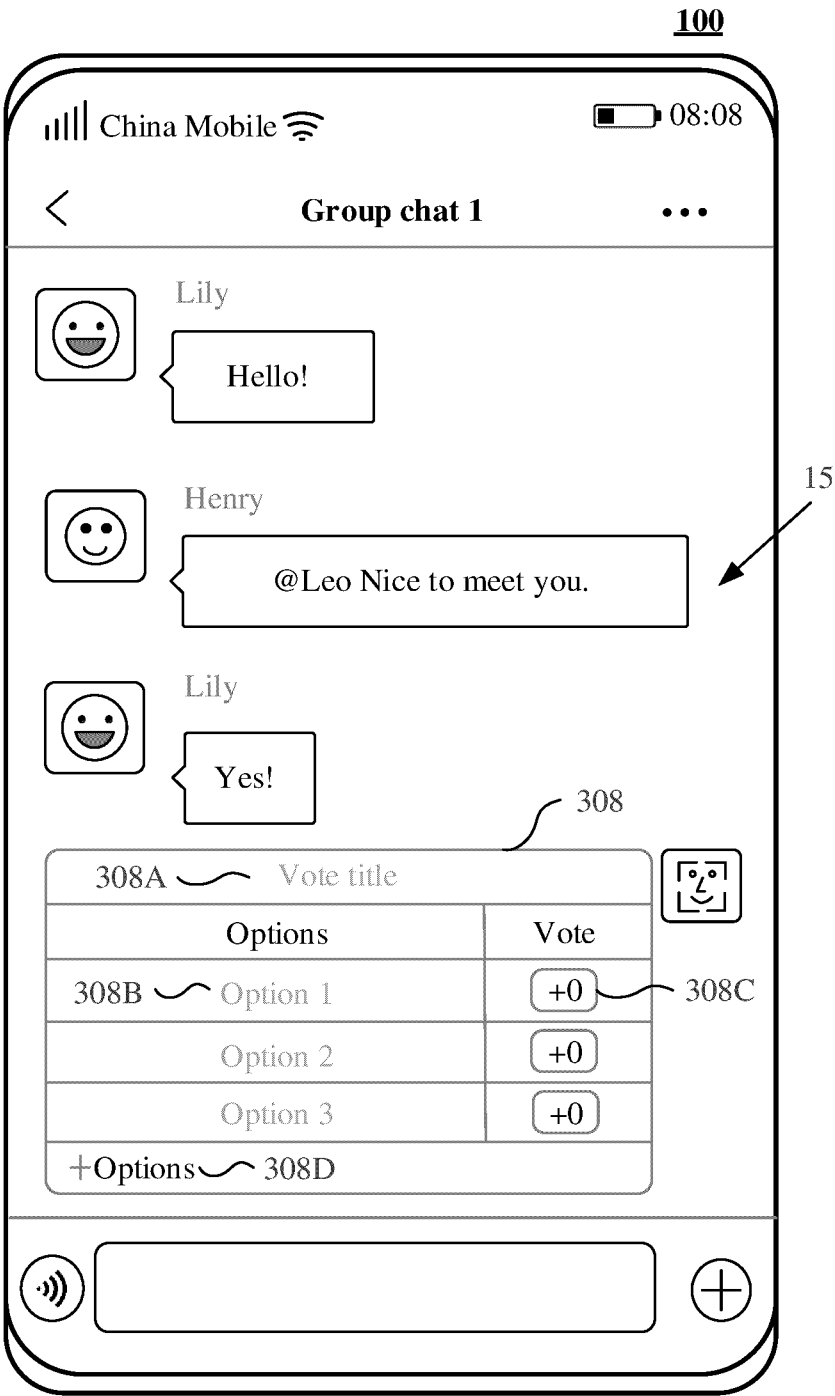 100
China Mobile 08:08
Group chat 1
Lily
Hello!
15
Henry
@Leo Nice to meet you.
Lily
Yes!
308
308A Vote title
Options Vote
308B Option 1 +0 308C
Option 2 +0
Option 3 +0
+Options 308D